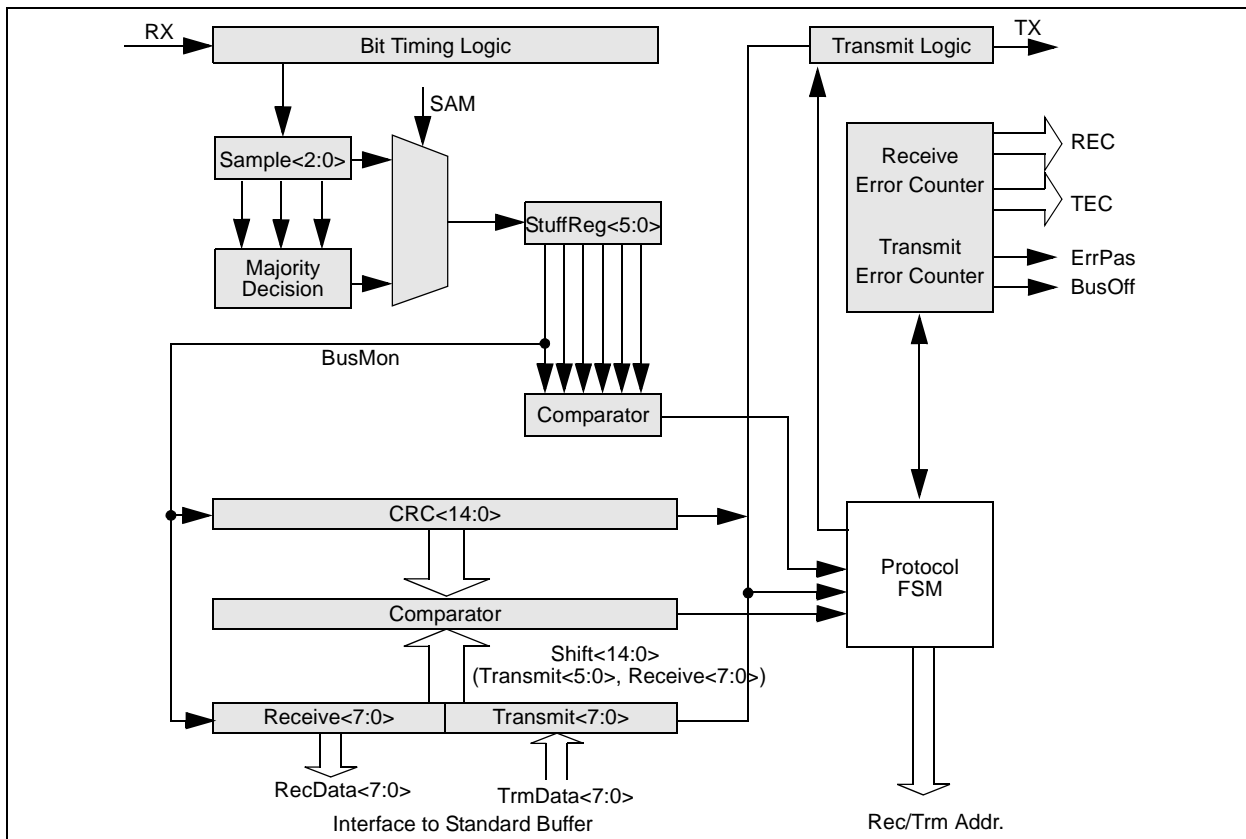 RX
Bit Timing Logic
Transmit Logic
TX
SAM
Sample<2:0>
Receive
Error Counter
REC
TEC
StuffReg<5:0>
Majority
Decision
Transmit
Error Counter
ErrPas
BusOff
BusMon
Comparator
CRC<14:0>
Protocol
FSM
Comparator
Shift<14:0>
(Transmit<5:0>, Receive<7:0>)
Receive<7:0>
Transmit<7:0>
RecData<7:0>
TrmData<7:0>
Interface to Standard Buffer
Rec/Trm Addr.